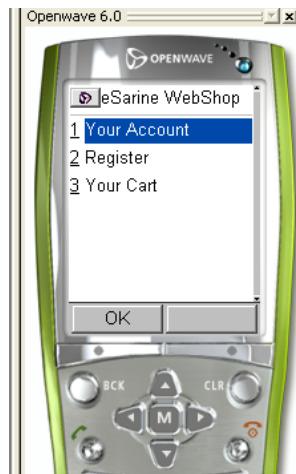 Openwave 6.0
OPENWAVE
eSarine WebShop
1 Your Account
2 Register
3 Your Cart
OK
BCK
CLR
M